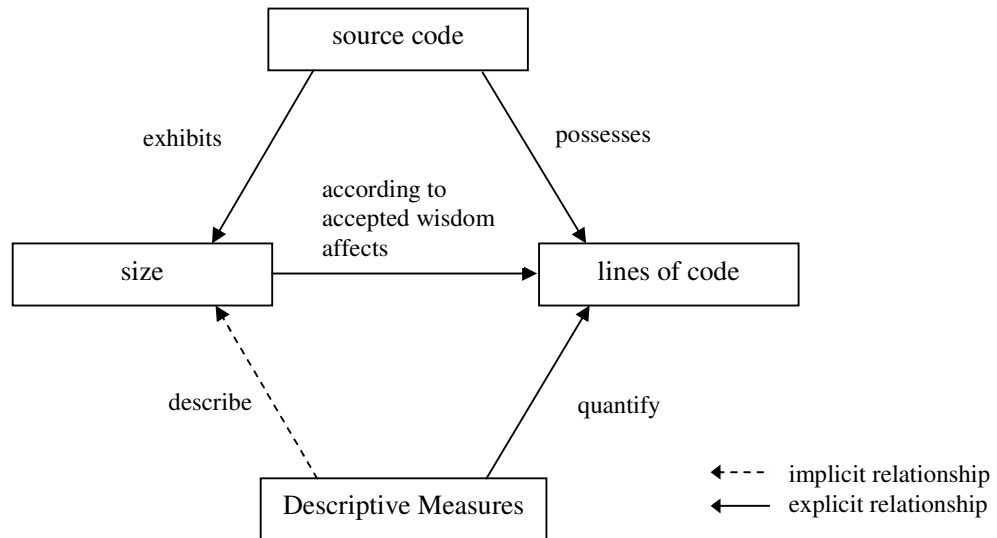 source code
exhibits
possesses
according to
accepted wisdom
affects
size
lines of code
describe
quantify
Descriptive Measures
implicit relationship
explicit relationship